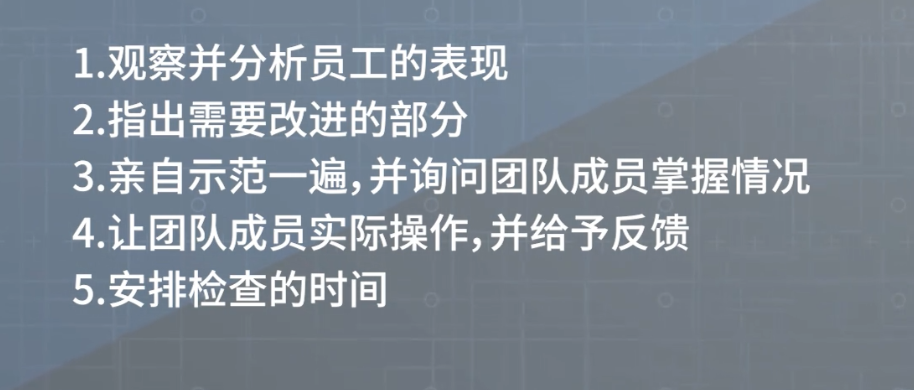 1.观察并分析员工的表现
2.指出需要改进的部分
3.亲自示范一遍,并询问团队成员掌握情况
4.让团队成员实际操作,并给予反馈
5.安排检查的时间